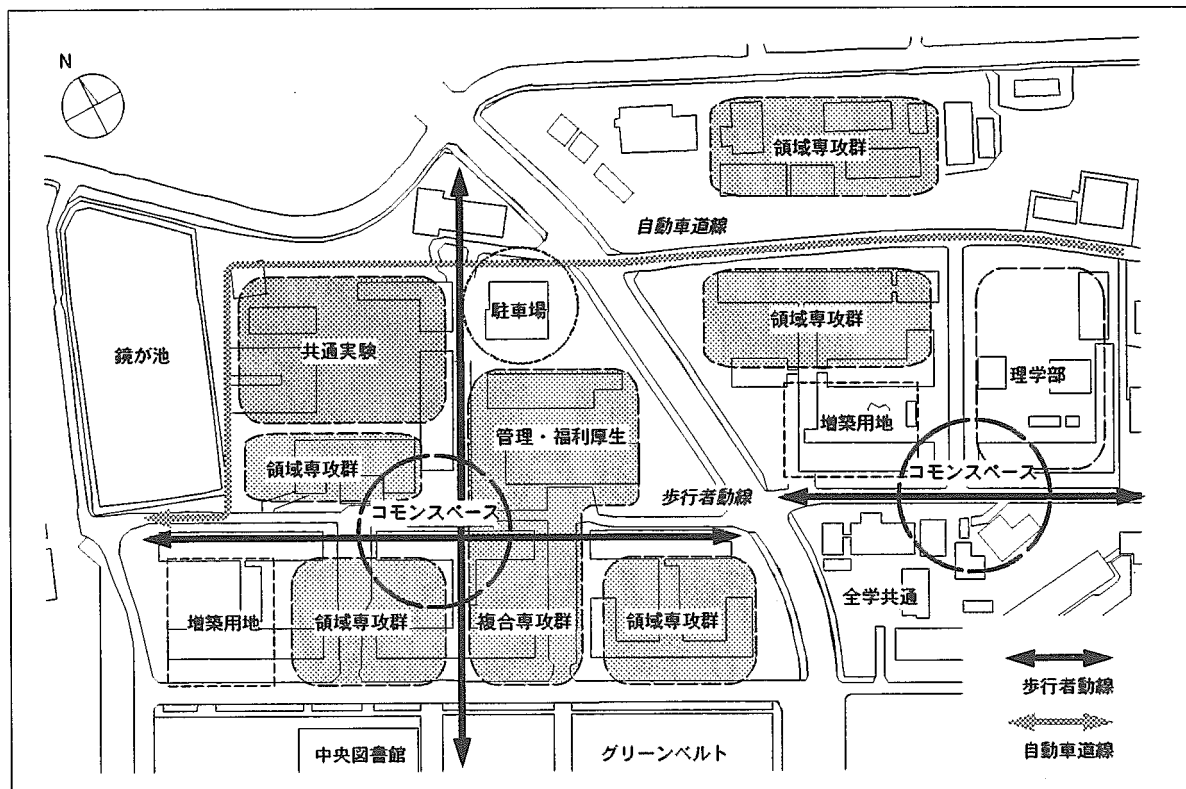 N
領域専攻群
自動車道線
駐車場
領域専攻群
鏡が池
共通実験
理学部
増築用地
管理・福利厚生
領域専攻群
コモンスペース
歩行者動線
コモンスペース
全学共通
増築用地
領域専攻群
複合専攻群
領域専攻群
歩行者動線
中央図書館
グリーンベルト
自動車道線